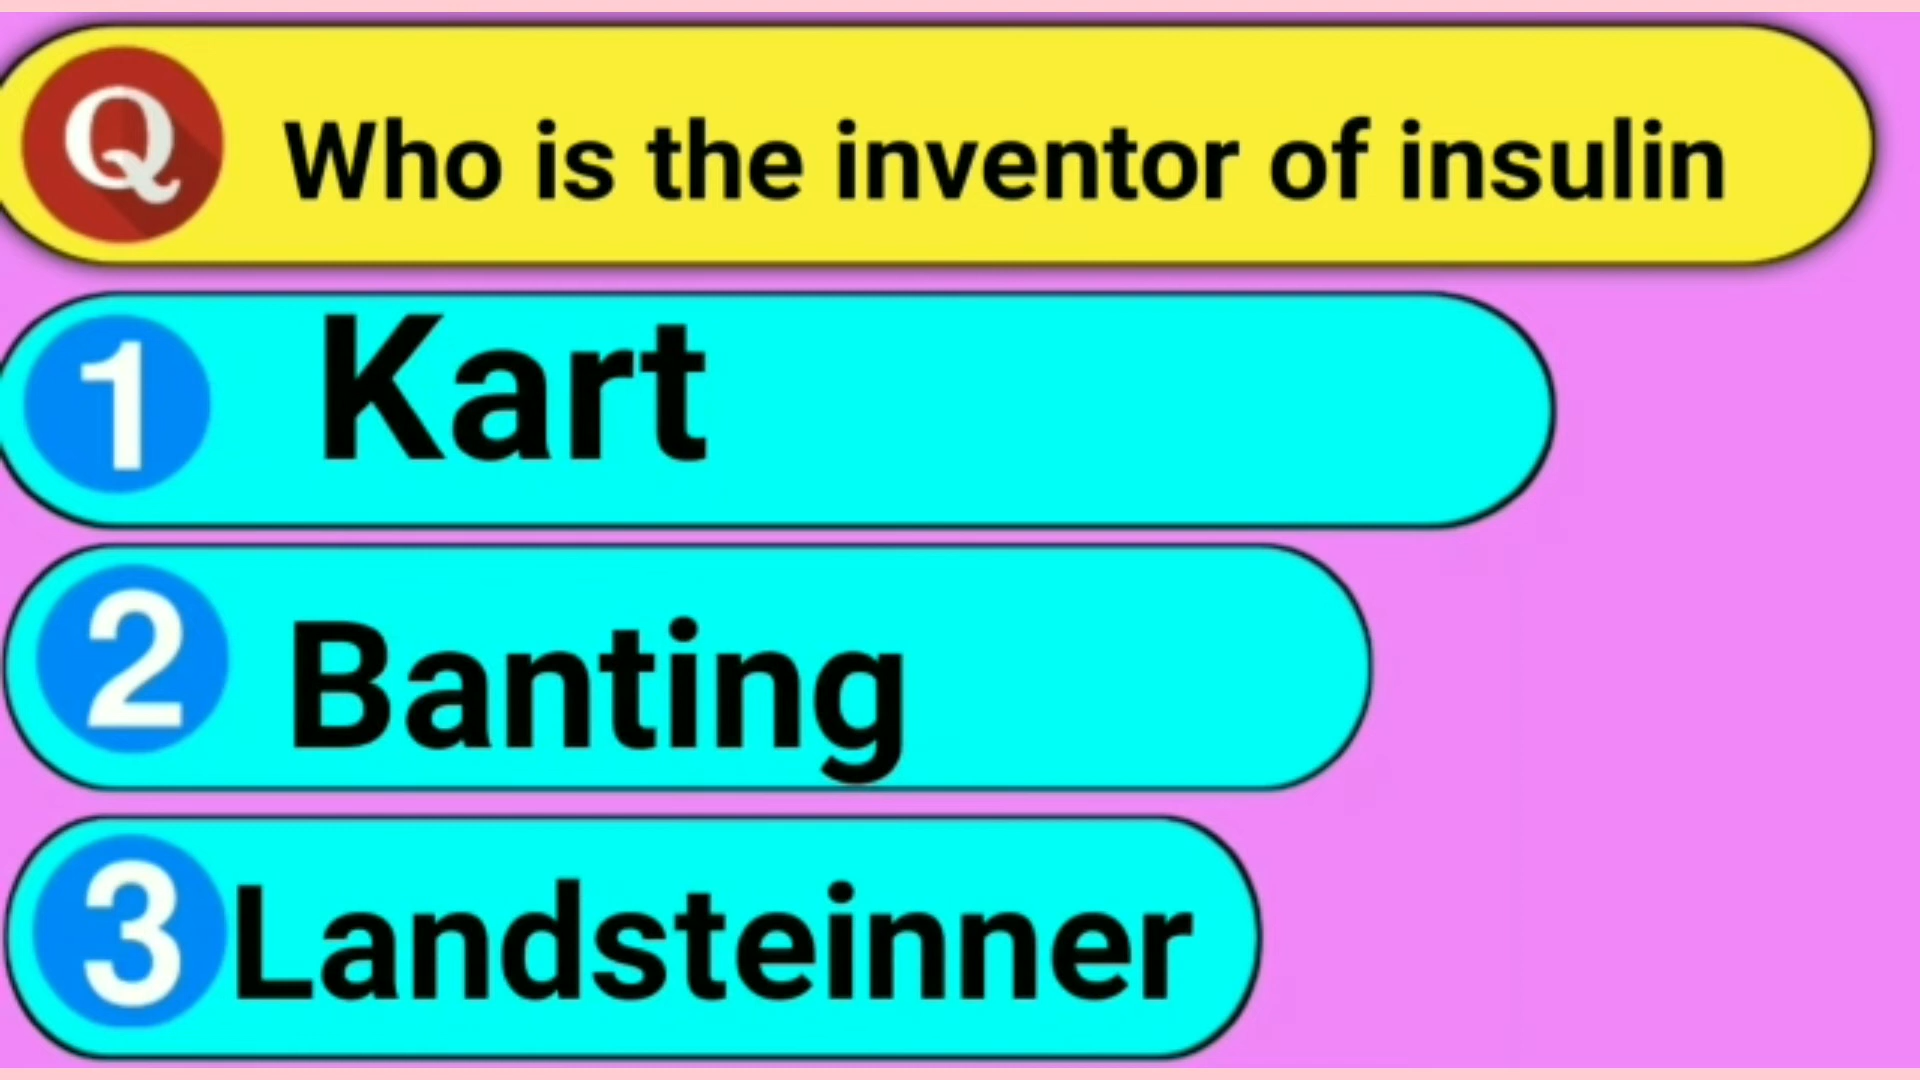 Q Who is the inventor of insulin
1 Kart
2 Banting
3 Landsteinner